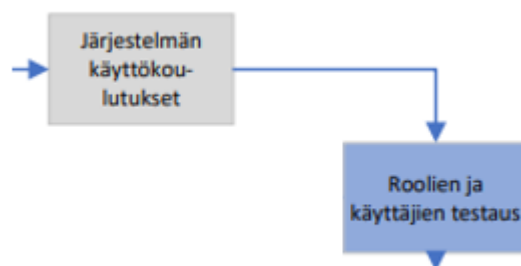 Järjestelmän
käyttökou-
lutukset
Roolien ja
käyttäjien testaus